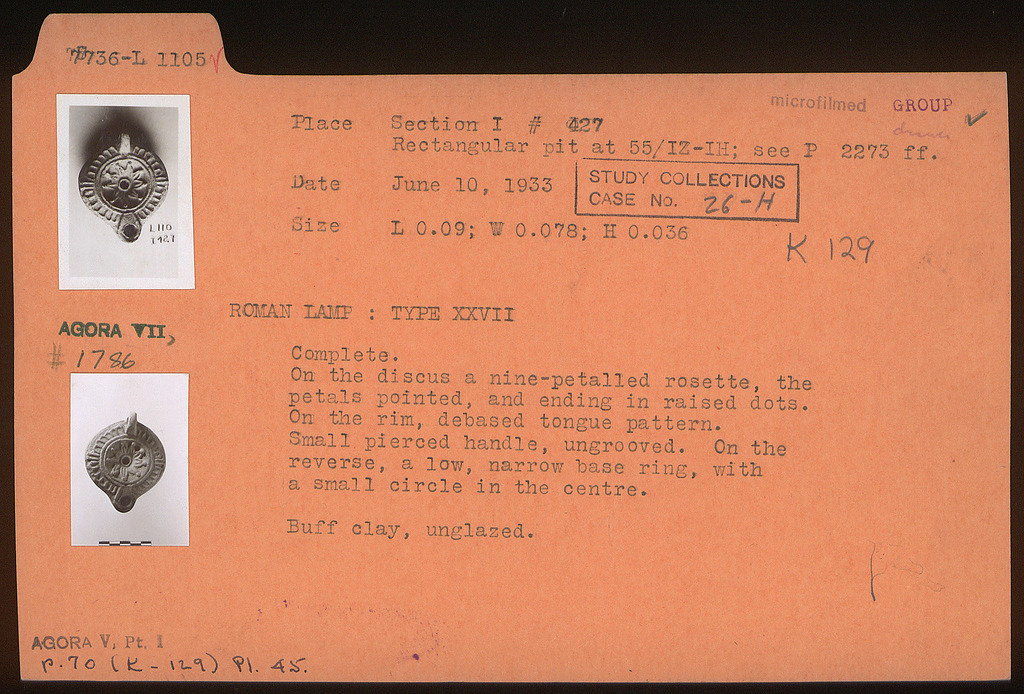 7736-L 1105
microfilmed GROUP ✓
Place Section I # 427
Rectangular pit at 55/IZ-IH; see P 2273 ff.
Date June 10, 1933
STUDY COLLECTIONS
CASE No. 26-H
Size L 0.09; W 0.078; H 0.036
K 129
L110
I 427
ROMAN LAMP : TYPE XXVII
AGORA VII,
# 1786
Complete.
On the discus a nine-petalled rosette, the
petals pointed, and ending in raised dots.
On the rim, debased tongue pattern.
Small pierced handle, ungrooved. On the
reverse, a low, narrow base ring, with
a small circle in the centre.
Buff clay, unglazed.
AGORA V, Pt. I
p. 70 (K - 129) Pl. 45.